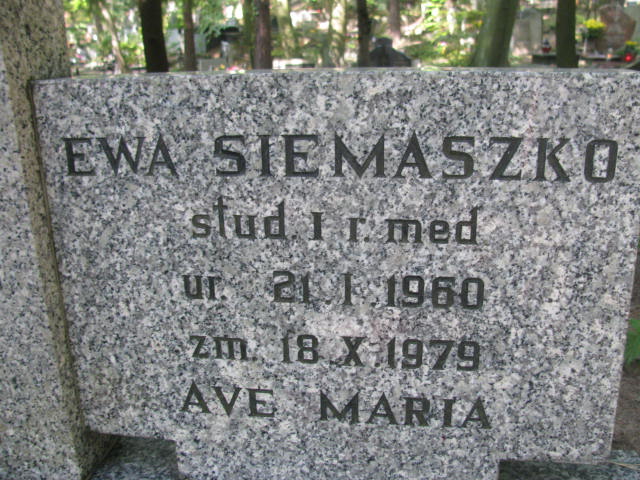 EWA SIEMASZKO
stud. I r. med
ur. 21. I. 1960
zm. 18. X. 1979
AVE MARIA